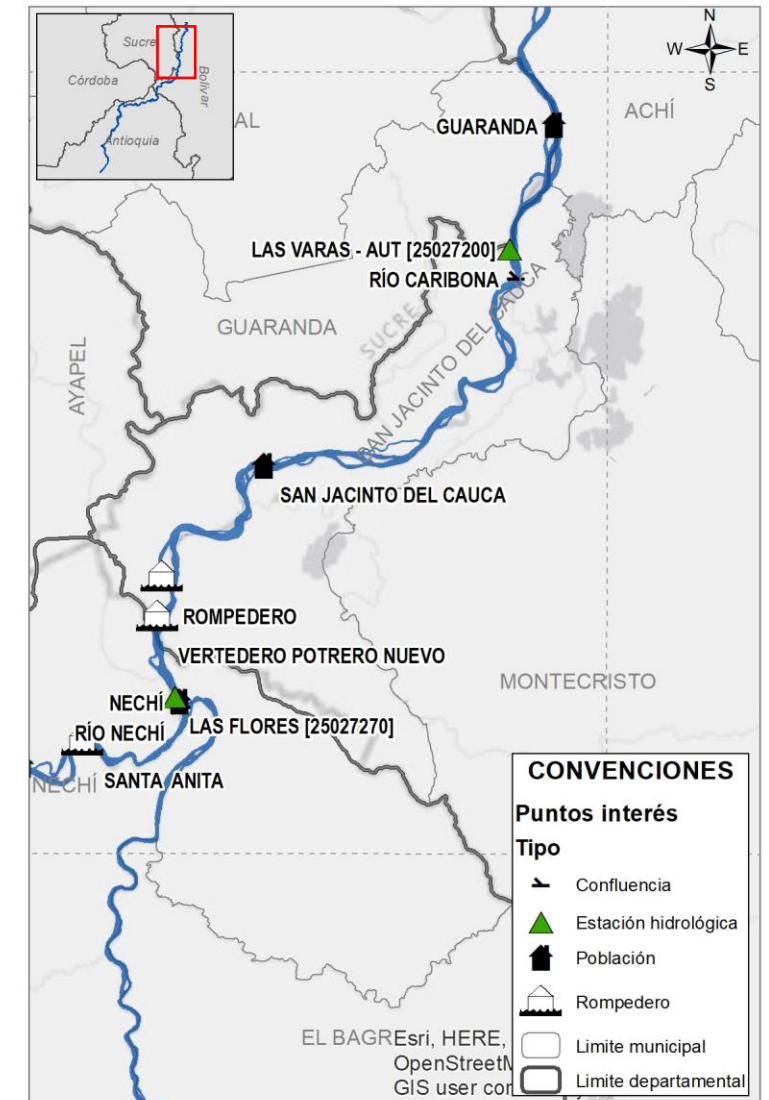 Sucre
Córdoba
Bolívar
Antioquia
N
W E
S
AL
ACHÍ
GUARANDA
LAS VARAS - AUT [25027200]
RÍO CARIBONA
GUARANDA
SUCRE
SAN JACINTO DEL CAUCA
AYAPEL
SAN JACINTO DEL CAUCA
ROMPEDERO
VERTEDERO POTRERO NUEVO
MONTECRISTO
NECHÍ
LAS FLORES [25027270]
RÍO NECHÍ
NECHÍ
SANTA ANITA
EL BAGRE
Esri, HERE,
OpenStreetM
GIS user con
CONVENCIONES
Puntos interés
Tipo
Confluencia
Estación hidrológica
Población
Rompedero
Limite municipal
Limite departamental